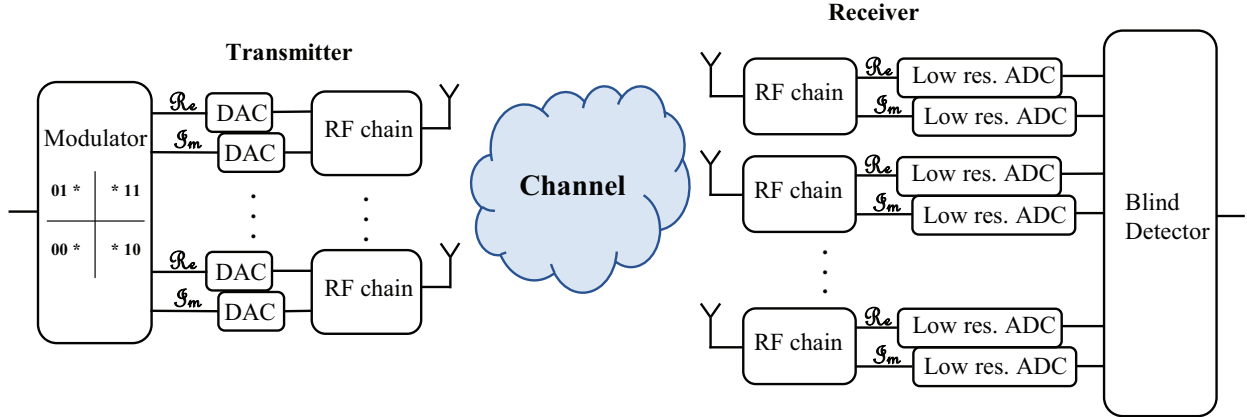 Transmitter
Modulator
01 * * 11
00 * * 10
ℛℯ
DAC
ℐm
DAC
RF chain
ℛℯ
DAC
ℐm
DAC
RF chain
Channel
Receiver
RF chain
ℛℯ
Low res. ADC
ℐm
Low res. ADC
RF chain
ℛℯ
Low res. ADC
ℐm
Low res. ADC
RF chain
ℛℯ
Low res. ADC
ℐm
Low res. ADC
Blind
Detector